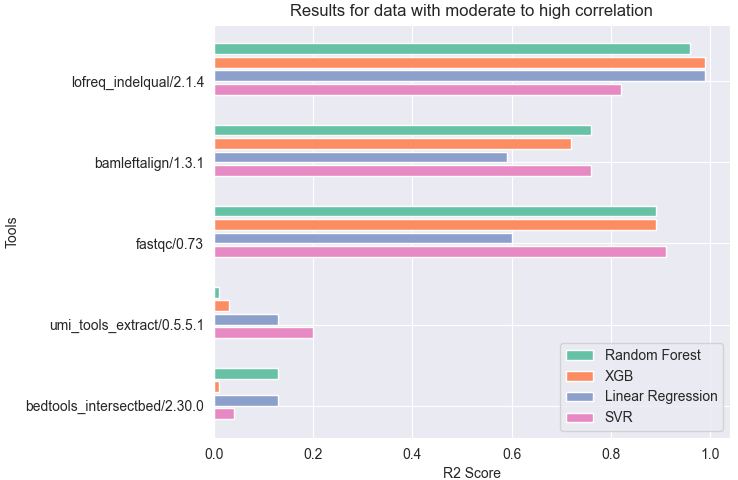 Results for data with moderate to high correlation
Tools
lofreq_indelqual/2.1.4
bamleftalign/1.3.1
fastqc/0.73
umi_tools_extract/0.5.5.1
bedtools_intersectbed/2.30.0
Random Forest
XGB
Linear Regression
SVR
0.0 0.2 0.4 0.6 0.8 1.0
R2 Score